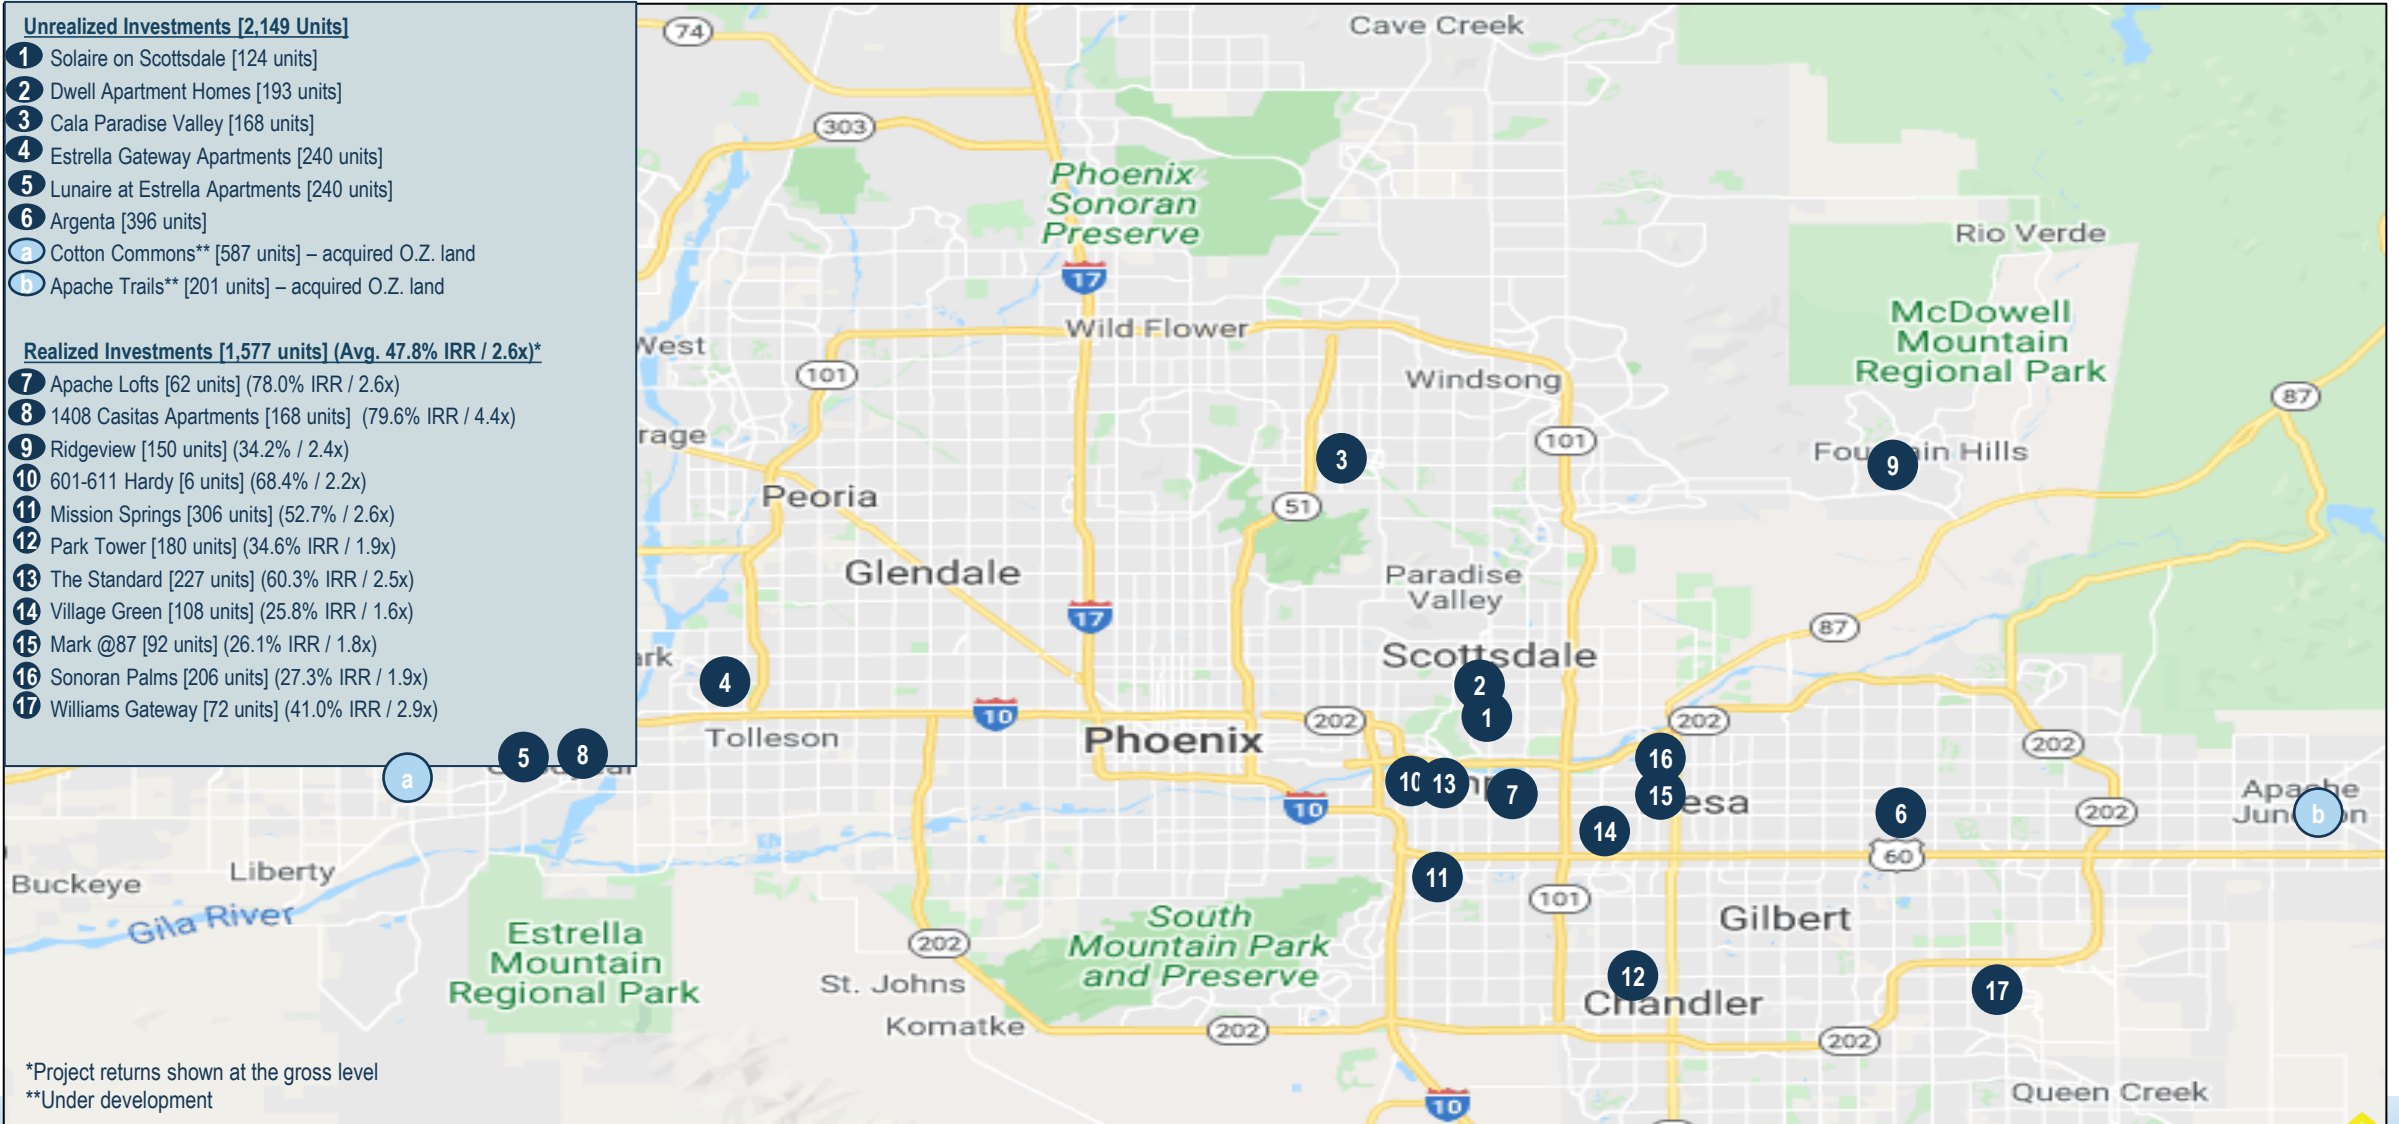 Unrealized Investments [2,149 Units]
1 Solaire on Scottsdale [124 units]
2 Dwell Apartment Homes [193 units]
3 Cala Paradise Valley [168 units]
4 Estrella Gateway Apartments [240 units]
5 Lunaire at Estrella Apartments [240 units]
6 Argenta [396 units]
a Cotton Commons** [587 units] – acquired O.Z. land
b Apache Trails** [201 units] – acquired O.Z. land
Realized Investments [1,577 units] (Avg. 47.8% IRR / 2.6x)*
7 Apache Lofts [62 units] (78.0% IRR / 2.6x)
8 1408 Casitas Apartments [168 units] (79.6% IRR / 4.4x)
9 Ridgeview [150 units] (34.2% / 2.4x)
10 601-611 Hardy [6 units] (68.4% / 2.2x)
11 Mission Springs [306 units] (52.7% / 2.6x)
12 Park Tower [180 units] (34.6% IRR / 1.9x)
13 The Standard [227 units] (60.3% IRR / 2.5x)
14 Village Green [108 units] (25.8% IRR / 1.6x)
15 Mark @87 [92 units] (26.1% IRR / 1.8x)
16 Sonoran Palms [206 units] (27.3% IRR / 1.9x)
17 Williams Gateway [72 units] (41.0% IRR / 2.9x)
74
Cave Creek
303
Phoenix
Sonoran
Preserve
Rio Verde
17
McDowell
Mountain
Regional Park
Wild Flower
West
101
Windsong
87
rage
101
3
Fou in Hills
9
Peoria
51
Glendale
Paradise
Valley
17
87
ark
Scottsdale
4
2
10
202
1
202
Tolleson
Phoenix
202
5
8
16
a
10
13
7
15
esa
Apache
Junction
b
10
6
202
14
60
Liberty
Buckeye
11
101
Gila River
South
Mountain Park
and Preserve
Gilbert
Estrella
Mountain
Regional Park
202
St. Johns
12
17
Chandler
Komatke
202
202
*Project returns shown at the gross level
**Under development
10
Queen Creek